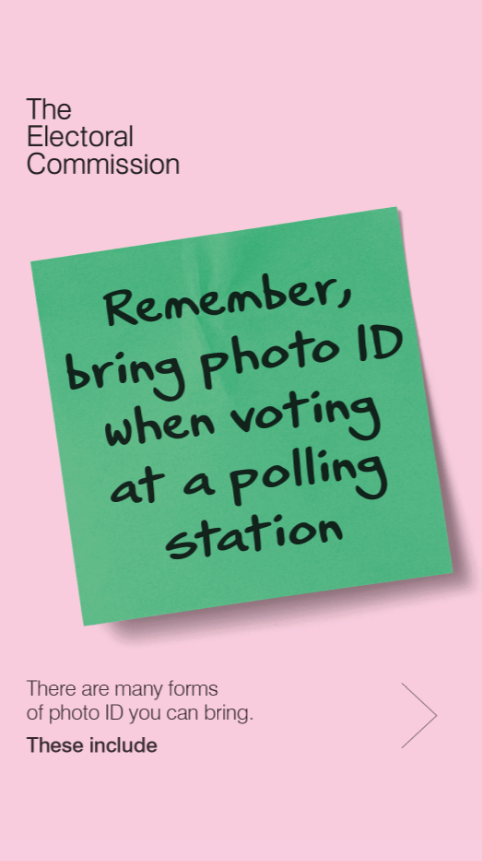 The
Electoral
Commission
Remember,
bring photo ID
when voting
at a polling
station
There are many forms
of photo ID you can bring.
These include